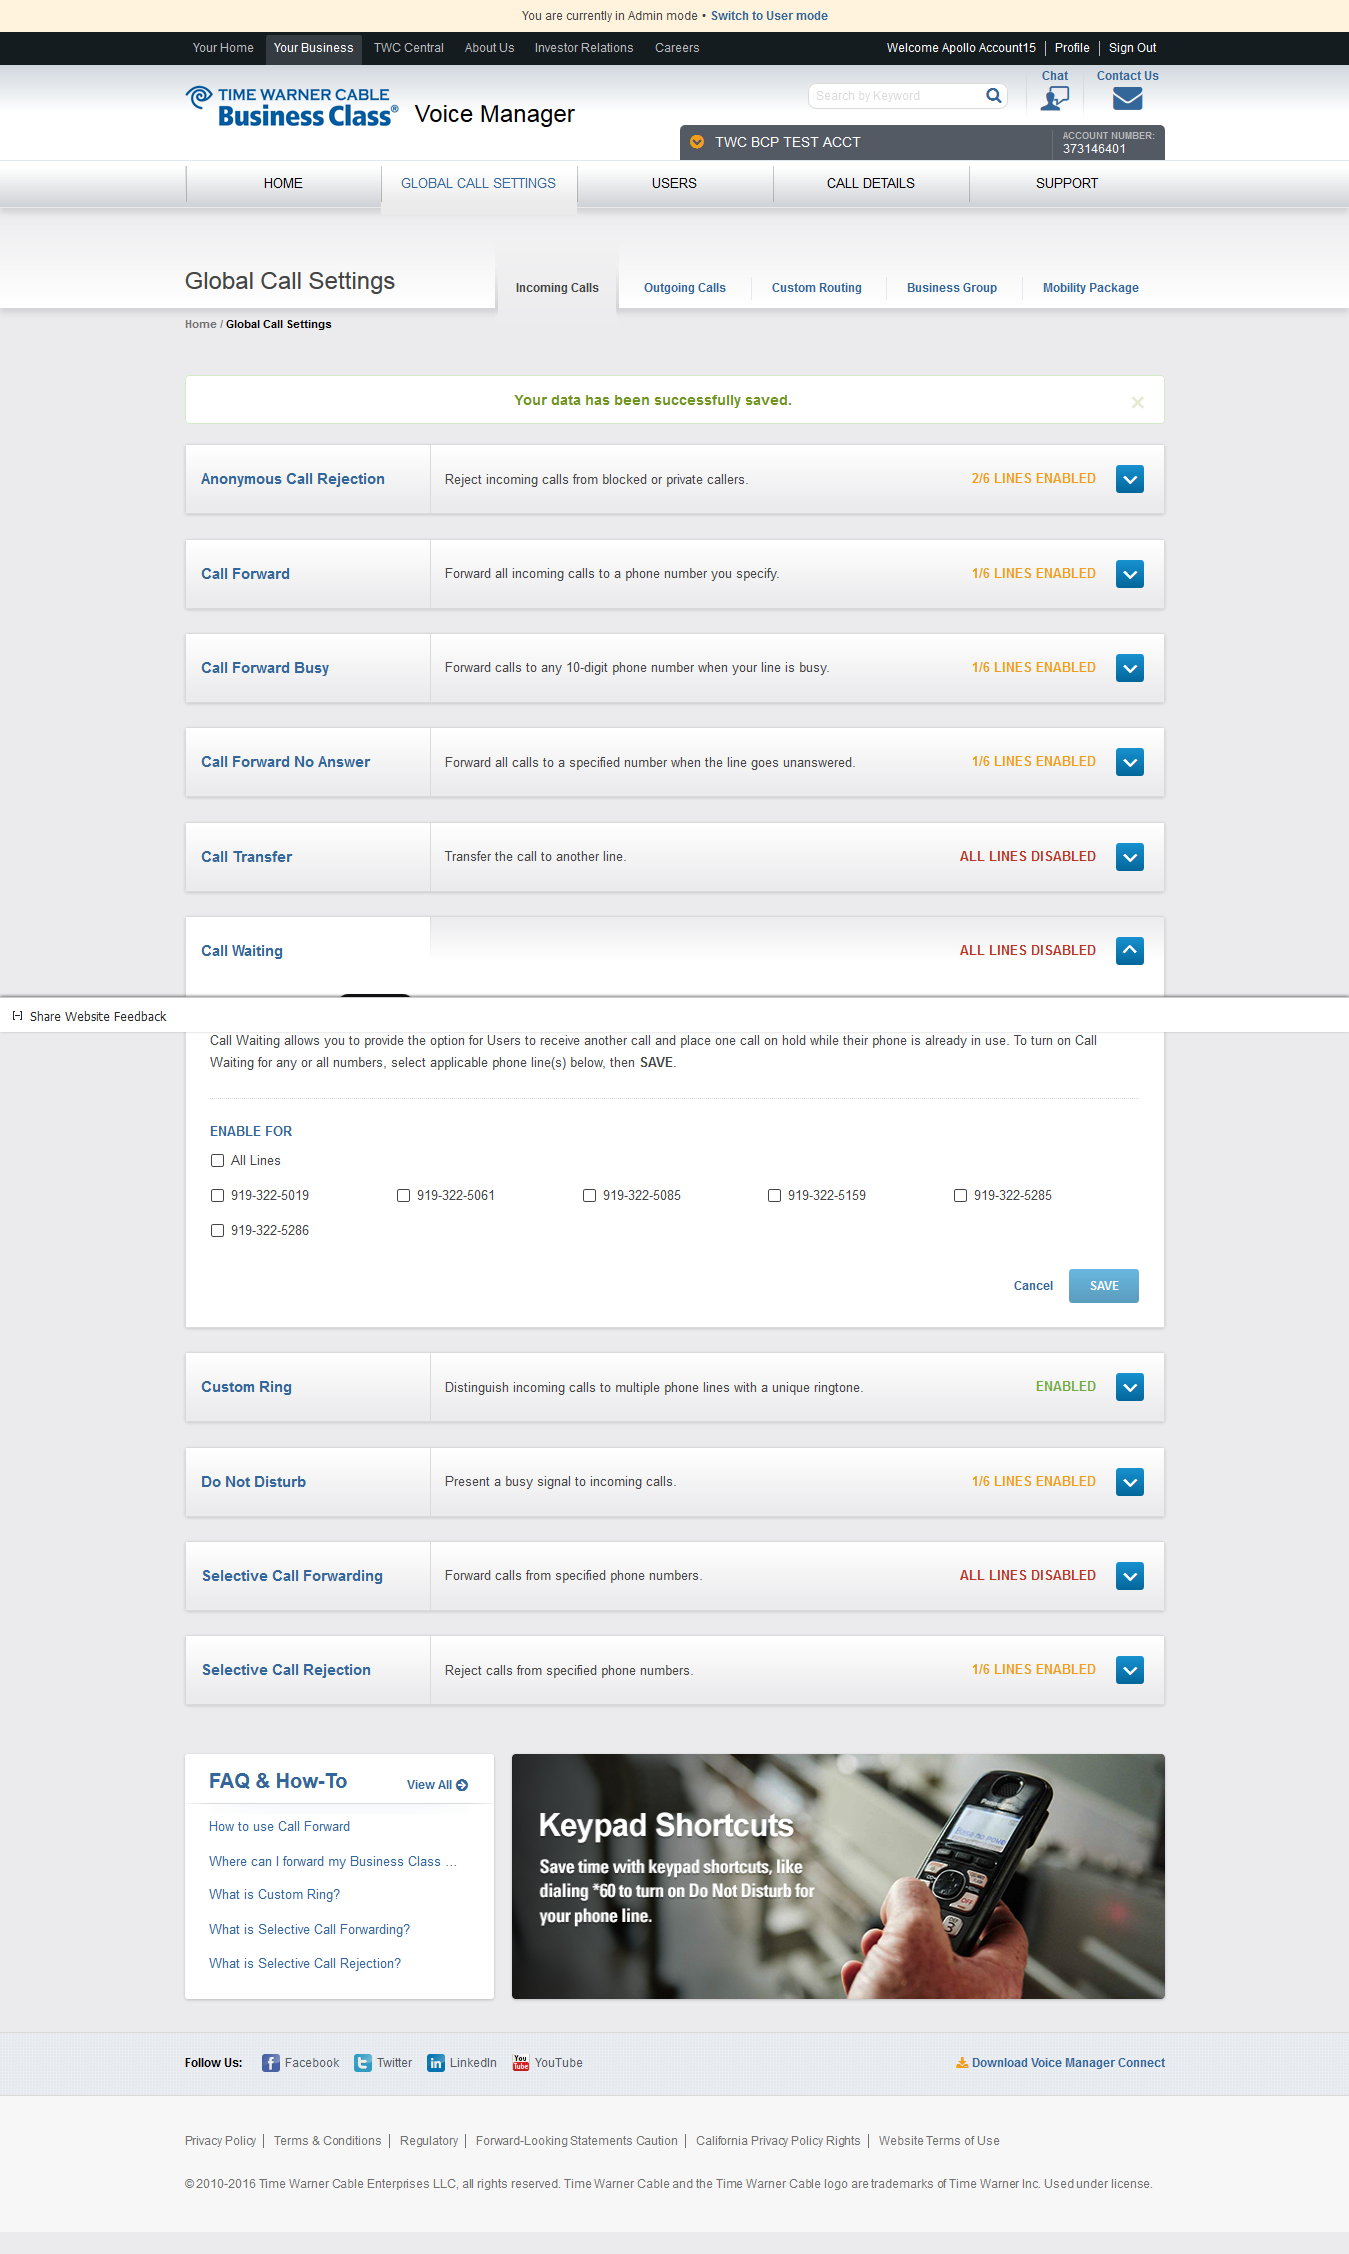 You are currently in Admin mode • Switch to User mode
Your Home Your Business TWC Central About Us Investor Relations Careers Welcome Apollo Account15 Profile Sign Out
TIME WARNER CABLE
Business Class®
Voice Manager
Search by Keyword
Chat
Contact Us
TWC BCP TEST ACCT
ACCOUNT NUMBER:
373146401
HOME GLOBAL CALL SETTINGS USERS CALL DETAILS SUPPORT
Global Call Settings
Incoming Calls Outgoing Calls Custom Routing Business Group Mobility Package
Home / Global Call Settings
Your data has been successfully saved.
Anonymous Call Rejection Reject incoming calls from blocked or private callers. 2/6 LINES ENABLED
Call Forward Forward all incoming calls to a phone number you specify. 1/6 LINES ENABLED
Call Forward Busy Forward calls to any 10-digit phone number when your line is busy. 1/6 LINES ENABLED
Call Forward No Answer Forward all calls to a specified number when the line goes unanswered. 1/6 LINES ENABLED
Call Transfer Transfer the call to another line. ALL LINES DISABLED
Call Waiting ALL LINES DISABLED
[-] Share Website Feedback
Call Waiting allows you to provide the option for Users to receive another call and place one call on hold while their phone is already in use. To turn on Call
Waiting for any or all numbers, select applicable phone line(s) below, then SAVE.
ENABLE FOR
All Lines
919-322-5019 919-322-5061 919-322-5085 919-322-5159 919-322-5285
919-322-5286
Cancel SAVE
Custom Ring Distinguish incoming calls to multiple phone lines with a unique ringtone. ENABLED
Do Not Disturb Present a busy signal to incoming calls. 1/6 LINES ENABLED
Selective Call Forwarding Forward calls from specified phone numbers. ALL LINES DISABLED
Selective Call Rejection Reject calls from specified phone numbers. 1/6 LINES ENABLED
FAQ & How-To View All
How to use Call Forward
Where can I forward my Business Class ...
What is Custom Ring?
What is Selective Call Forwarding?
What is Selective Call Rejection?
Keypad Shortcuts
Save time with keypad shortcuts, like
dialing *60 to turn on Do Not Disturb for
your phone line.
Panasonic
OFF
3
Follow Us: Facebook Twitter LinkedIn YouTube Download Voice Manager Connect
Privacy Policy Terms & Conditions Regulatory Forward-Looking Statements Caution California Privacy Policy Rights Website Terms of Use
© 2010-2016 Time Warner Cable Enterprises LLC, all rights reserved. Time Warner Cable and the Time Warner Cable logo are trademarks of Time Warner Inc. Used under license.